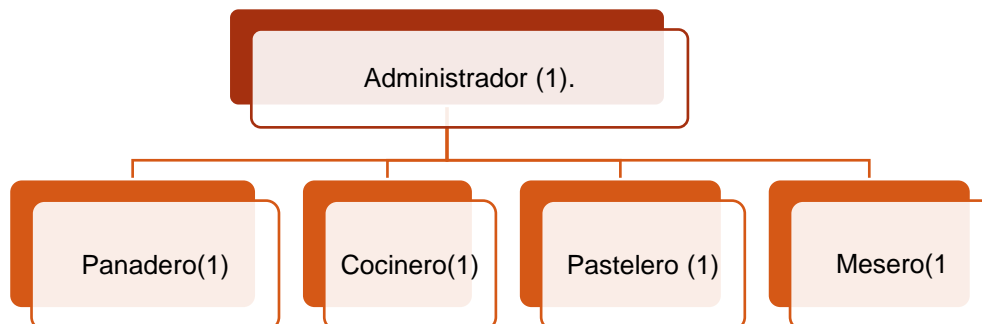 Administrador (1).
Panadero(1)
Cocinero(1)
Pastelero (1)
Mesero(1